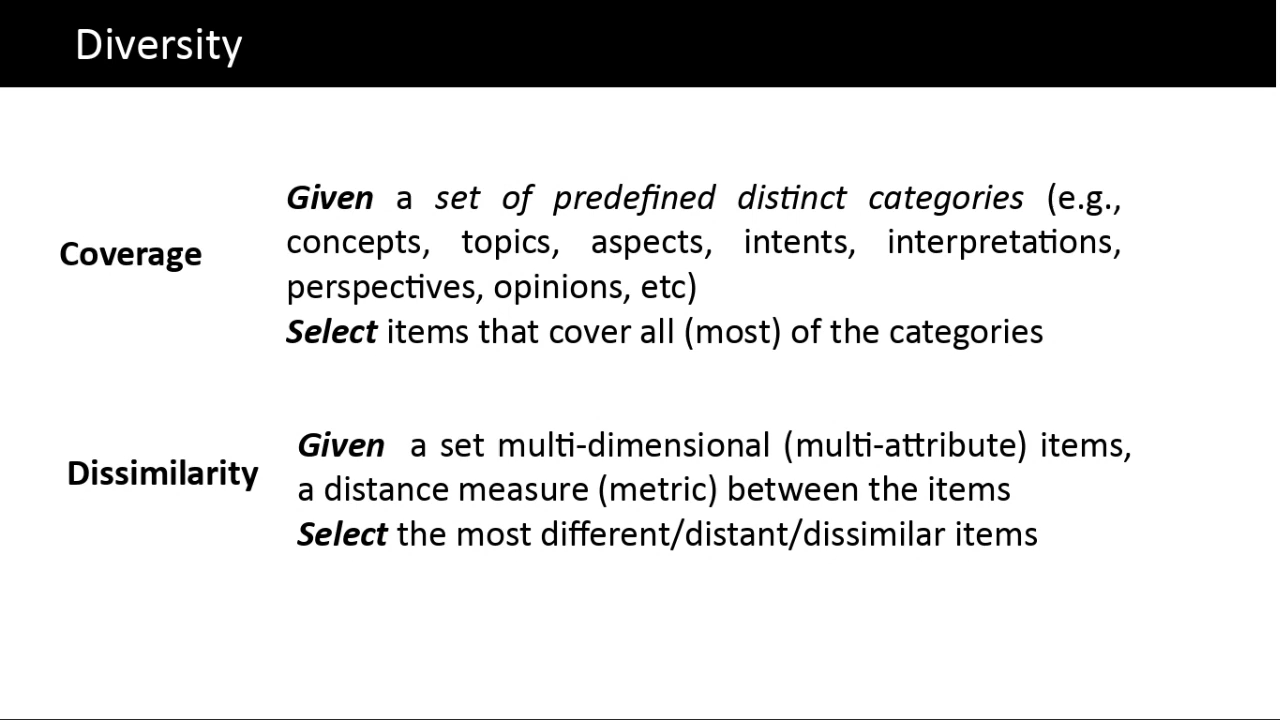 Diversity
Given a set of predefined distinct categories (e.g.,
concepts, topics, aspects, intents, interpretations,
Coverage
perspectives, opinions, etc)
Select items that cover all (most) of the categories
Given a set multi-dimensional (multi-attribute) items,
Dissimilarity
a distance measure (metric) between the items
Select the most different/distant/dissimilar items